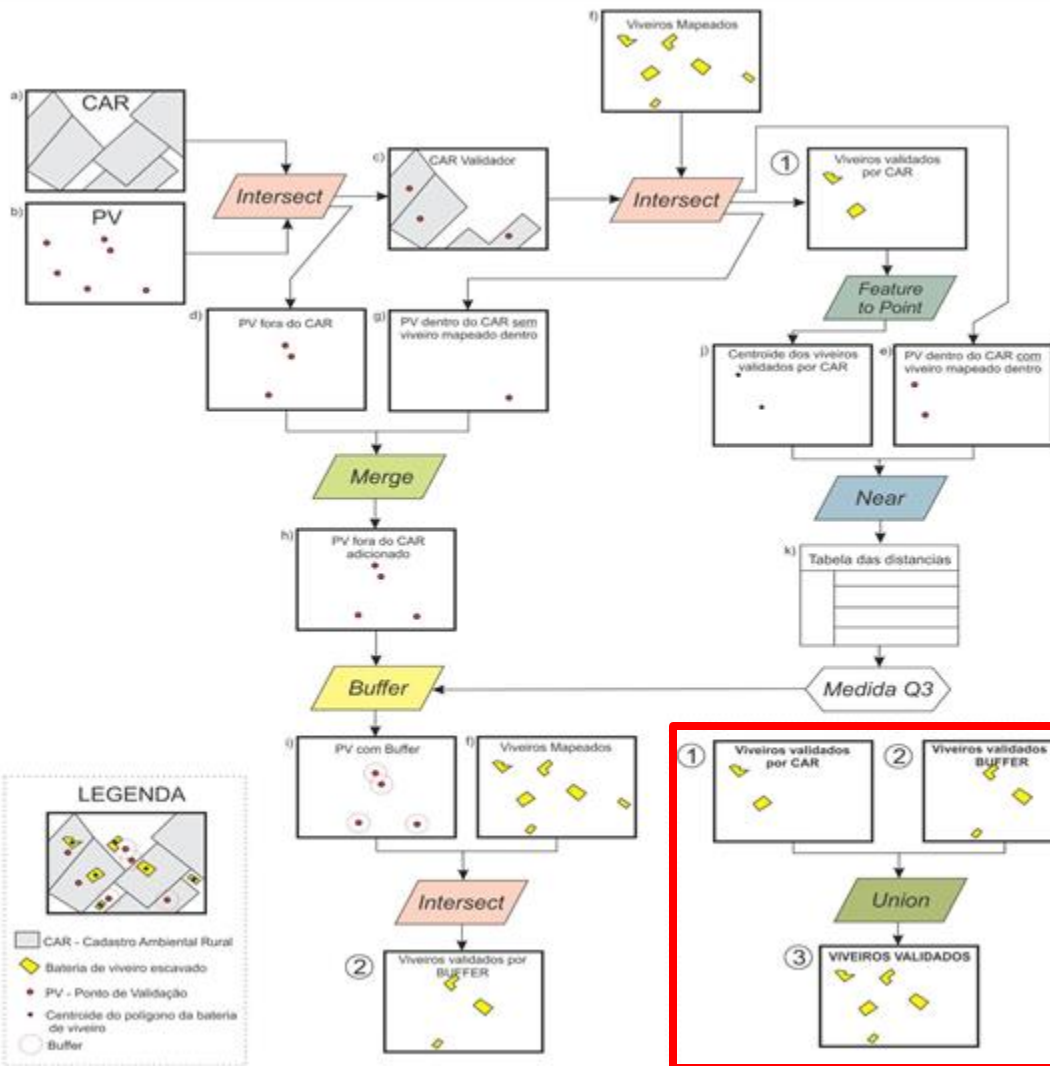 f)
Viveiros Mapeados
a)
CAR
b)
PV
Intersect
c)
CAR Validador
Intersect
①
Viveiros validados
por CAR
d)
PV fora do CAR
g)
PV dentro do CAR sem
viveiro mapeado dentro
Feature
to Point
j)
Centroide dos viveiros
validados por CAR
e)
PV dentro do CAR com
viveiro mapeado dentro
Merge
Near
h)
PV fora do CAR
adicionado
k)
Tabela das distancias
Buffer
Medida Q3
i)
PV com Buffer
f)
Viveiros Mapeados
①
Viveiros validados
por CAR
②
Viveiros validados
BUFFER
Intersect
Union
②
Viveiros validados por
BUFFER
③
VIVEIROS VALIDADOS
LEGENDA
CAR - Cadastro Ambiental Rural
Bateria de viveiro escavado
PV - Ponto de Validação
Centroide do polígono da bateria
de viveiro
Buffer